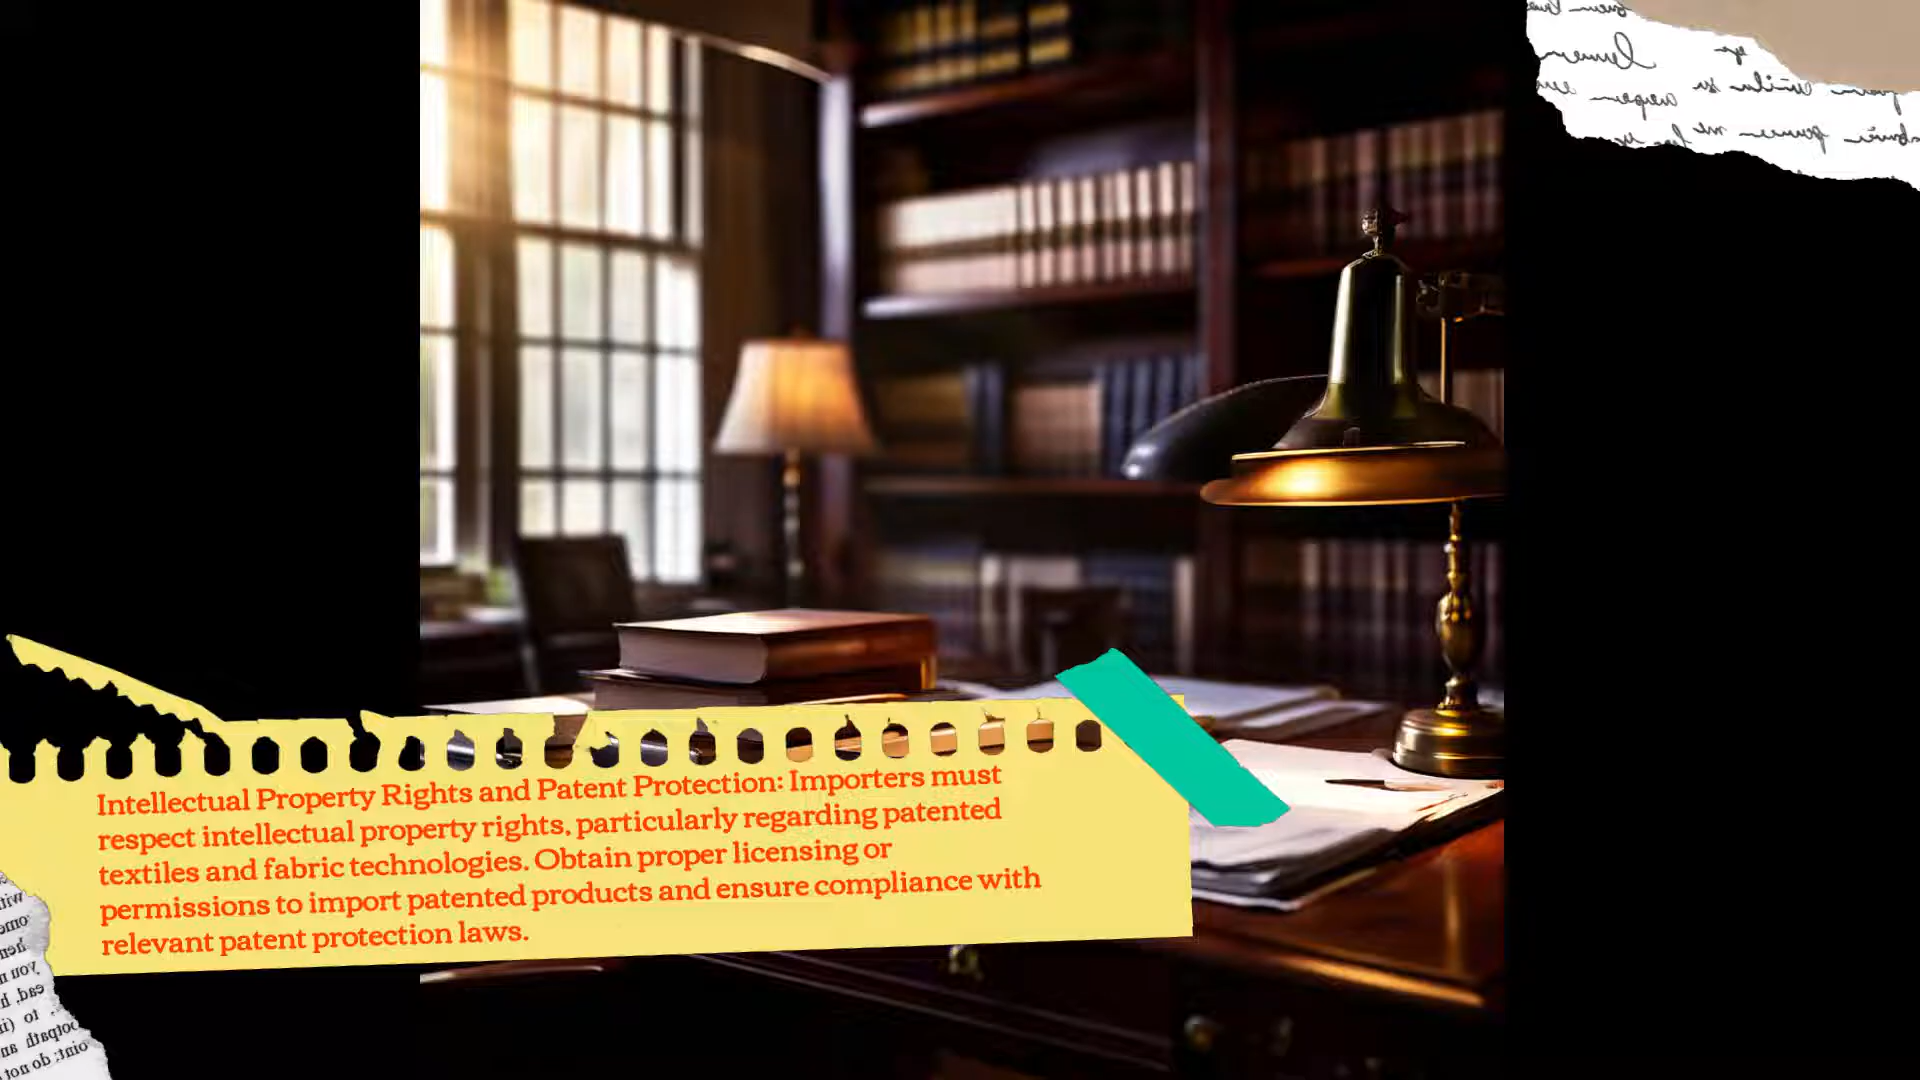 Intellectual Property Rights and Patent Protection: Importers must
respect intellectual property rights, particularly regarding patented
textiles and fabric technologies. Obtain proper licensing or
permissions to import patented products and ensure compliance with
relevant patent protection laws.